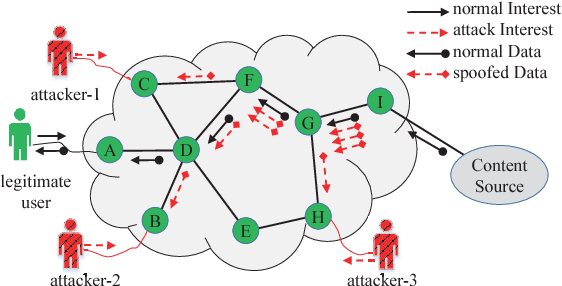 normal Interest
attack Interest
normal Data
spoofed Data
attacker-1
C
F
I
G
A
D
legitimate
user
Content
Source
B
E
H
attacker-2
attacker-3